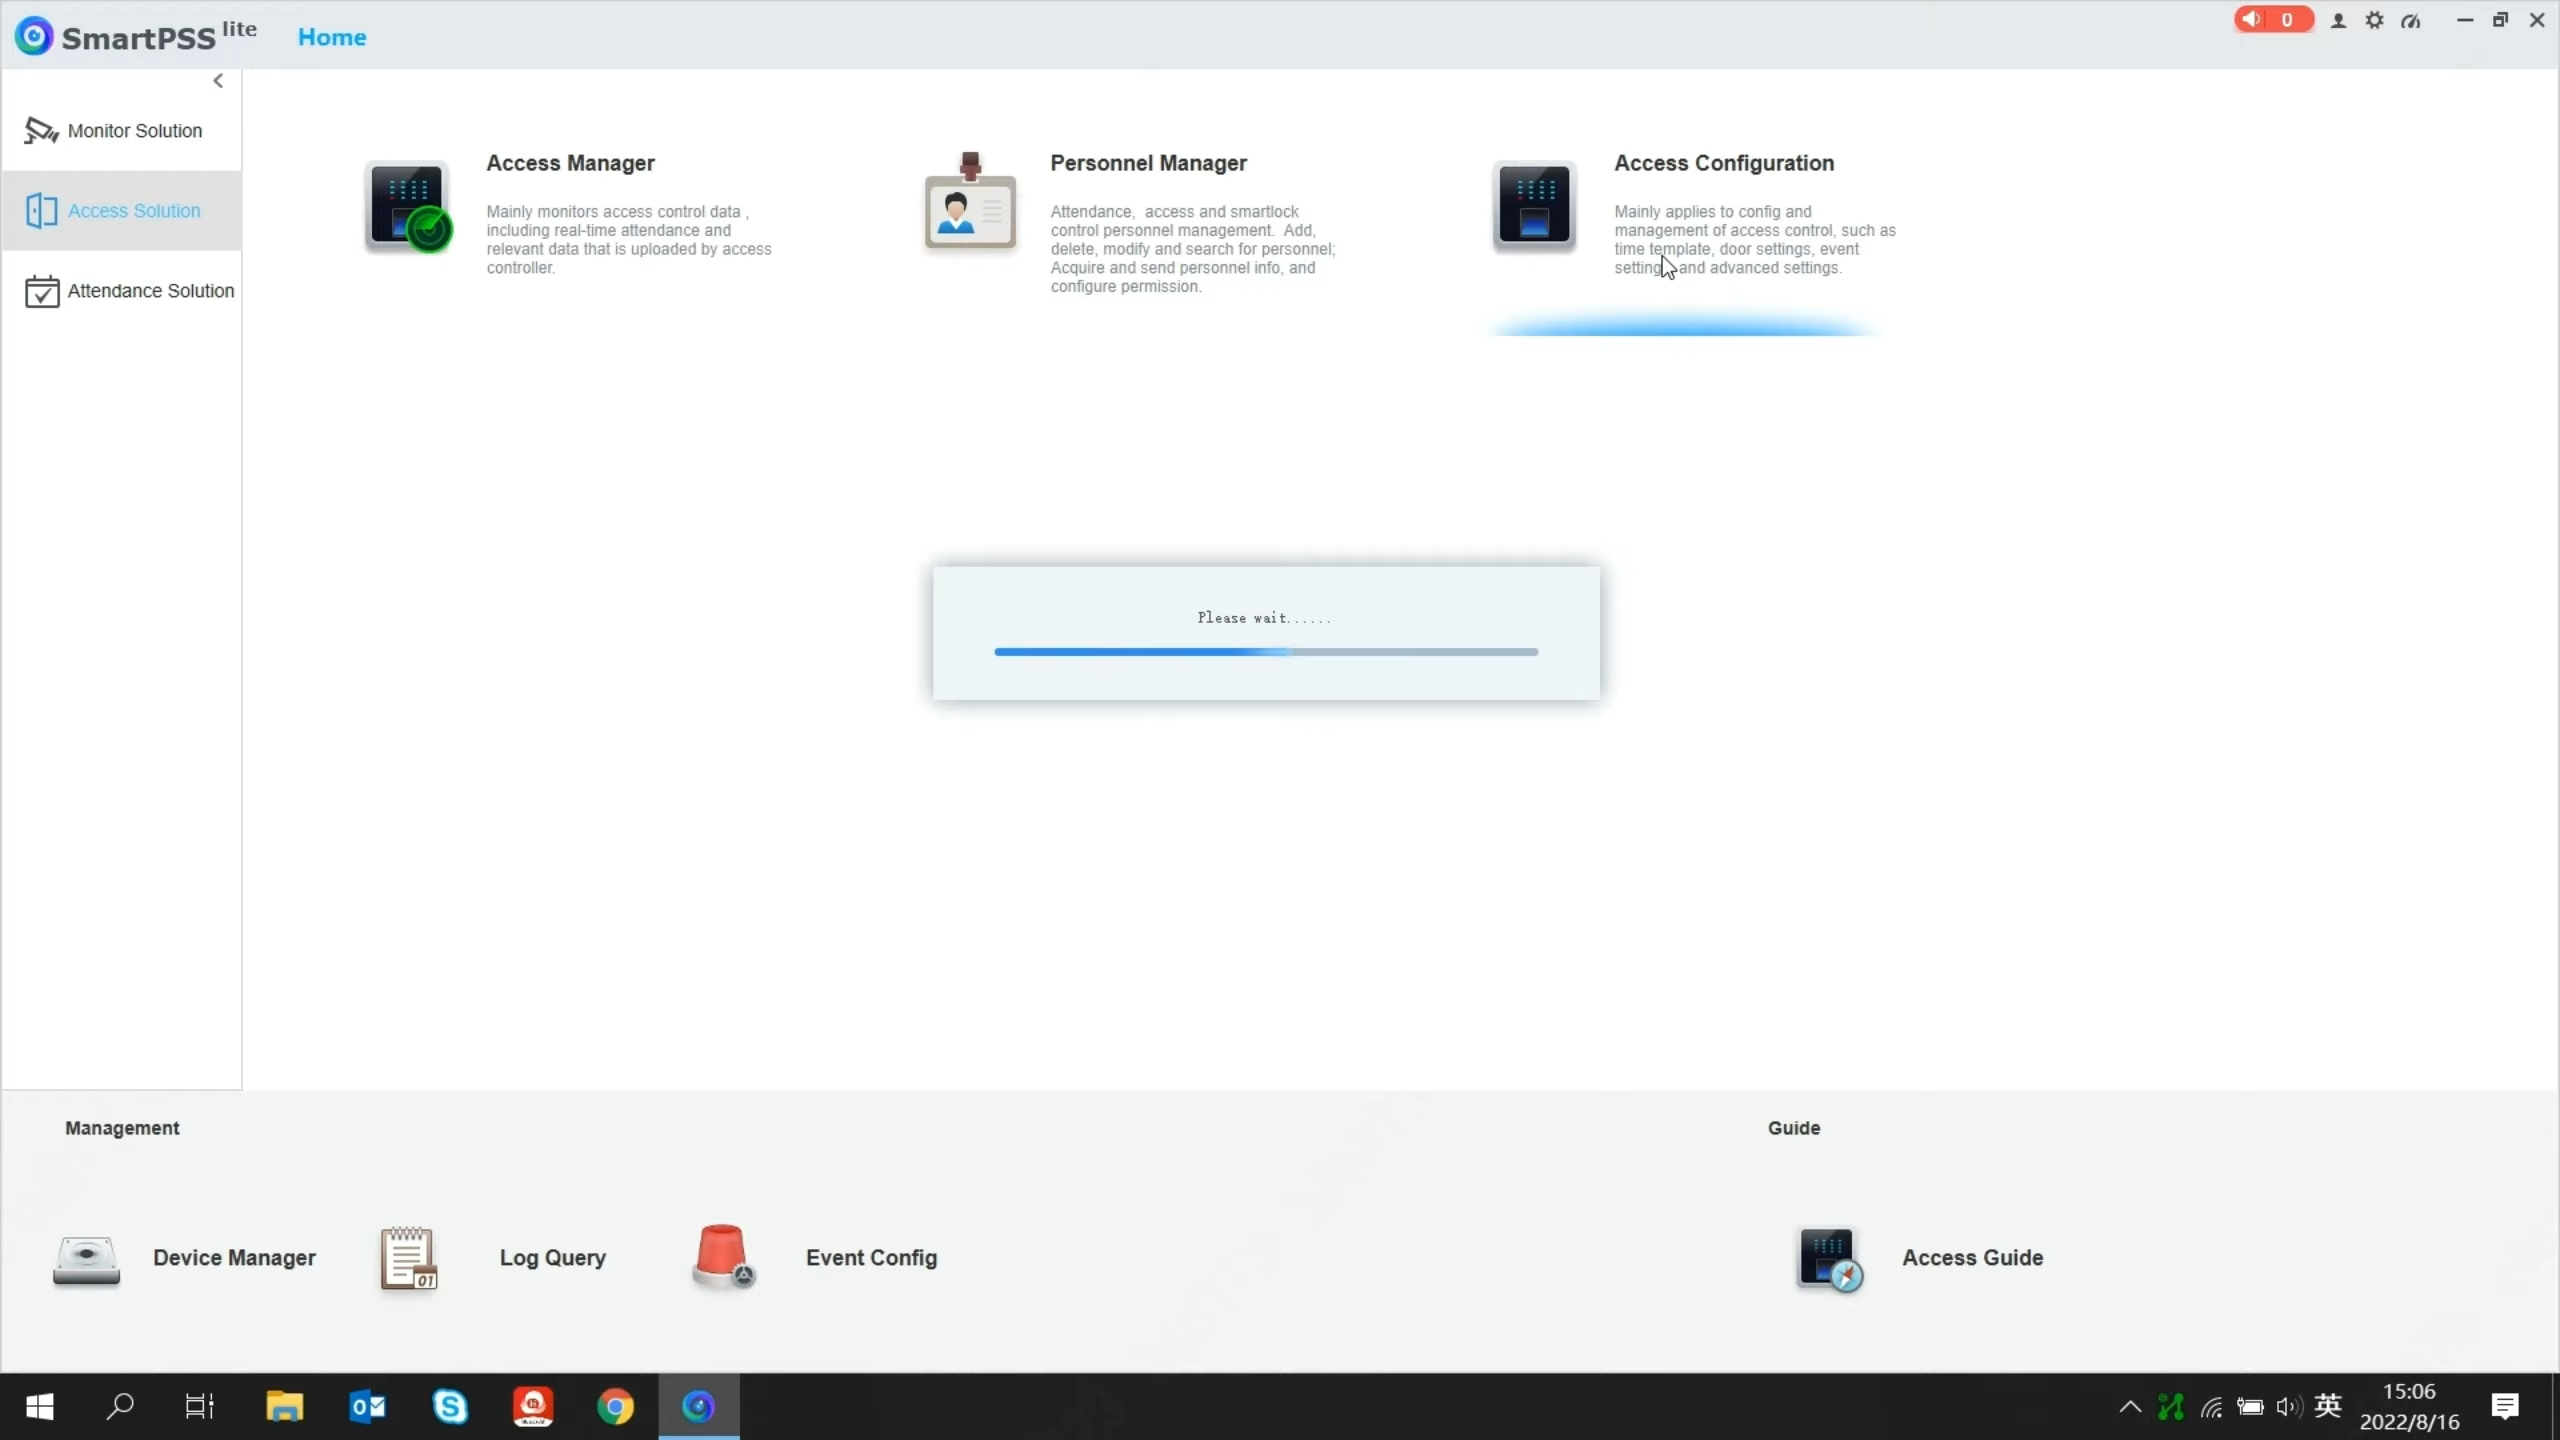 SmartPSS lite
Home
0
Monitor Solution
Access Solution
Attendance Solution
Access Manager
Mainly monitors access control data ,
including real-time attendance and
relevant data that is uploaded by access
controller.
Personnel Manager
Attendance,  access and smartlock
control personnel management.  Add,
delete, modify and search for personnel;
Acquire and send personnel info, and
configure permission.
Access Configuration
Mainly applies to config and
management of access control, such as
time template, door settings, event
setting and advanced settings.
Please wait......
Management
Guide
Device Manager
01
Log Query
Event Config
Access Guide
英
15:06
2022/8/16